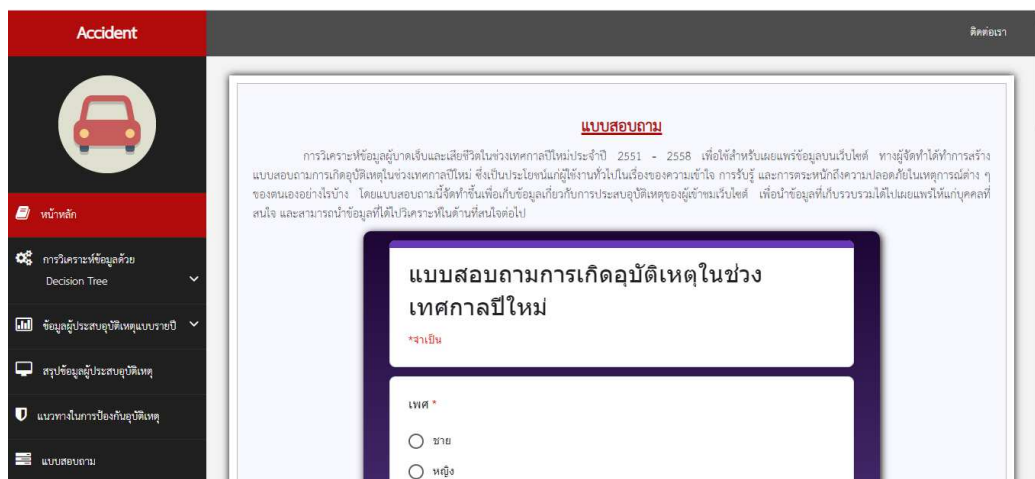 Accident
ติดต่อเรา
หน้าหลัก
การวิเคราะห์ข้อมูลด้วย
Decision Tree
ข้อมูลผู้ประสบอุบัติเหตุแบบรายปี
สรุปข้อมูลผู้ประสบอุบัติเหตุ
แนวทางในการป้องกันอุบัติเหตุ
แบบสอบถาม
แบบสอบถาม
การวิเคราะห์ข้อมูลผู้บาดเจ็บและเสียชีวิตในช่วงเทศกาลปีใหม่ประจำปี 2551 - 2558 เพื่อใช้สำหรับเผยแพร่ข้อมูลบนเว็บไซต์ ทางผู้จัดทำได้ทำการสร้าง
แบบสอบถามการเกิดอุบัติเหตุในช่วงเทศกาลปีใหม่ ซึ่งเป็นประโยชน์แก่ผู้ใช้งานทั่วไปในเรื่องของความเข้าใจ การรับรู้ และการตระหนักถึงความปลอดภัยในเหตุการณ์ต่าง ๆ
ของตนเองอย่างไรบ้าง โดยแบบสอบถามนี้จัดทำขึ้นเพื่อเก็บข้อมูลเกี่ยวกับการประสบอุบัติเหตุของผู้เข้าชมเว็บไซต์ เพื่อนำข้อมูลที่เก็บรวบรวมได้ไปเผยแพร่ให้แก่บุคคลที่
สนใจ และสามารถนำข้อมูลที่ได้ไปวิเคราะห์ในด้านที่สนใจต่อไป
แบบสอบถามการเกิดอุบัติเหตุในช่วง
เทศกาลปีใหม่
*จำเป็น
เพศ *
ชาย
หญิง